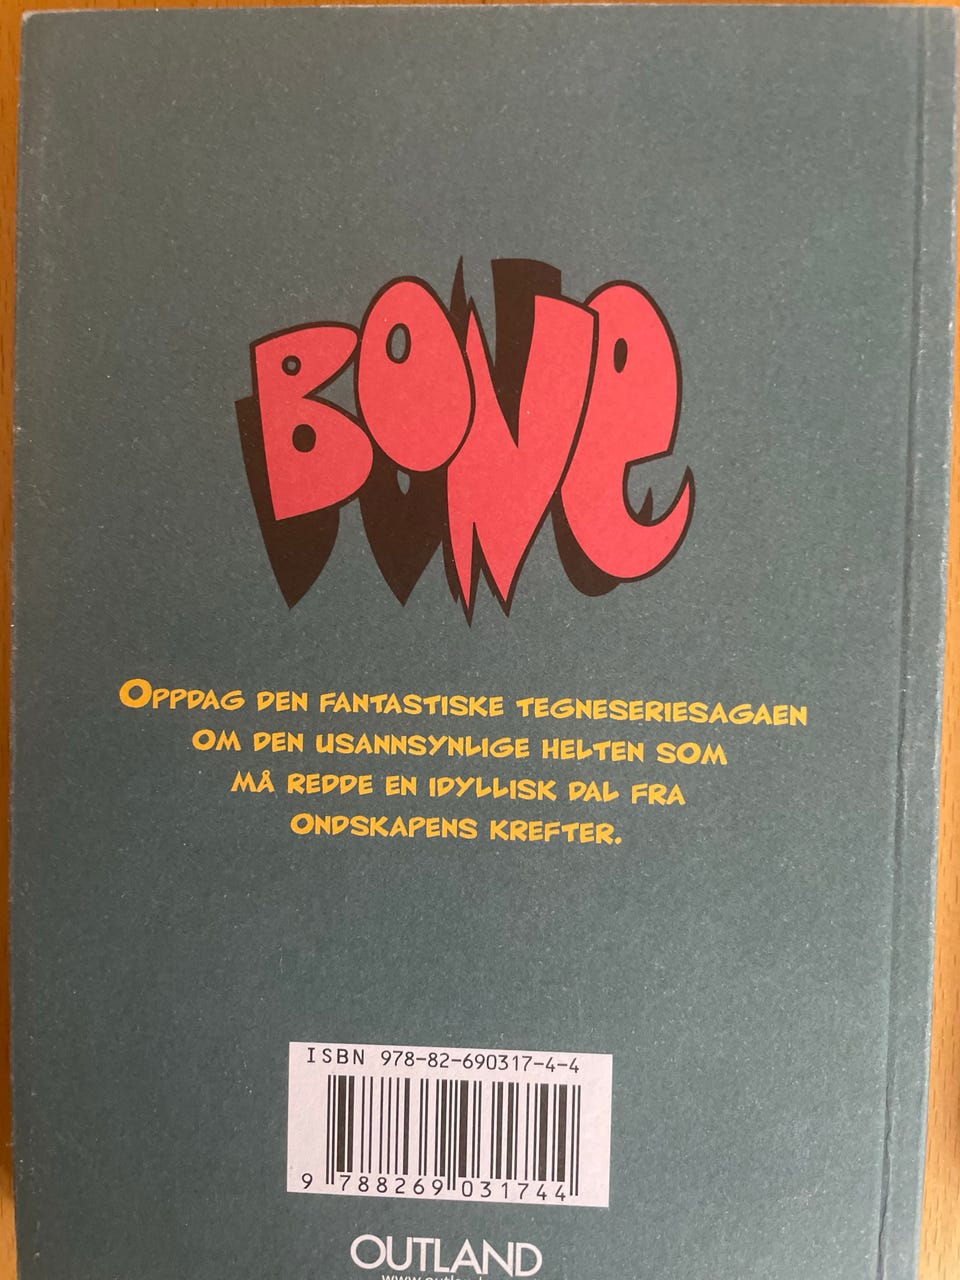 BONE
OPPDAG DEN FANTASTISKE TEGNESERIESAGAEN
OM DEN USANNSYNLIGE HELTEN SOM
MÅ REDDE EN IDYLLISK DAL FRA
ONDSKAPENS KREFTER.
ISBN 978-82-690317-4-4
9 788269 031744
OUTLAND